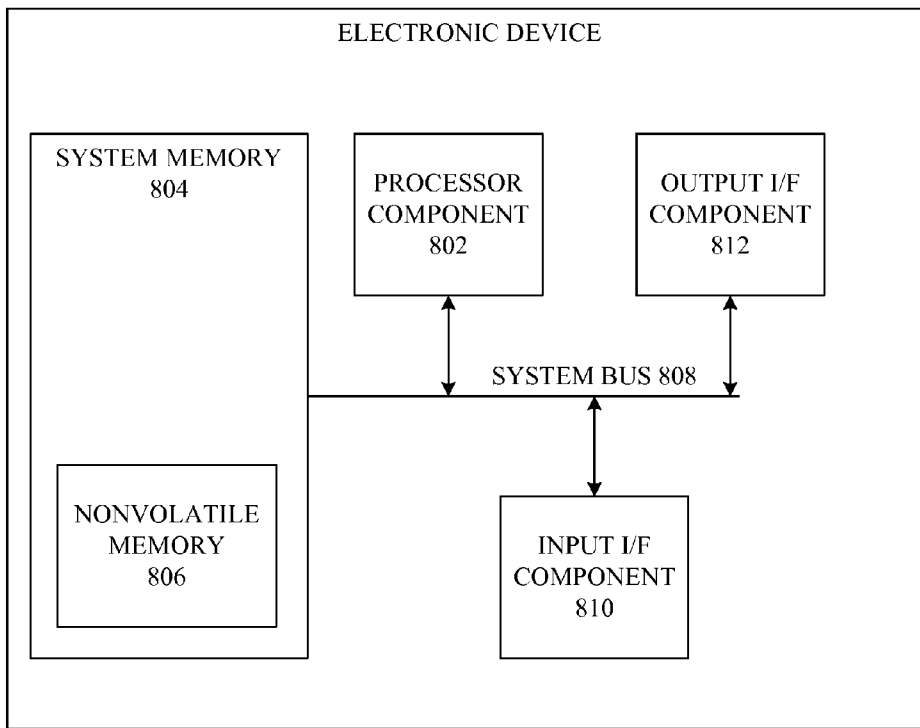 ELECTRONIC DEVICE
SYSTEM MEMORY
804
PROCESSOR
COMPONENT
802
OUTPUT I/F
COMPONENT
812
SYSTEM BUS 808
NONVOLATILE
MEMORY
806
INPUT I/F
COMPONENT
810